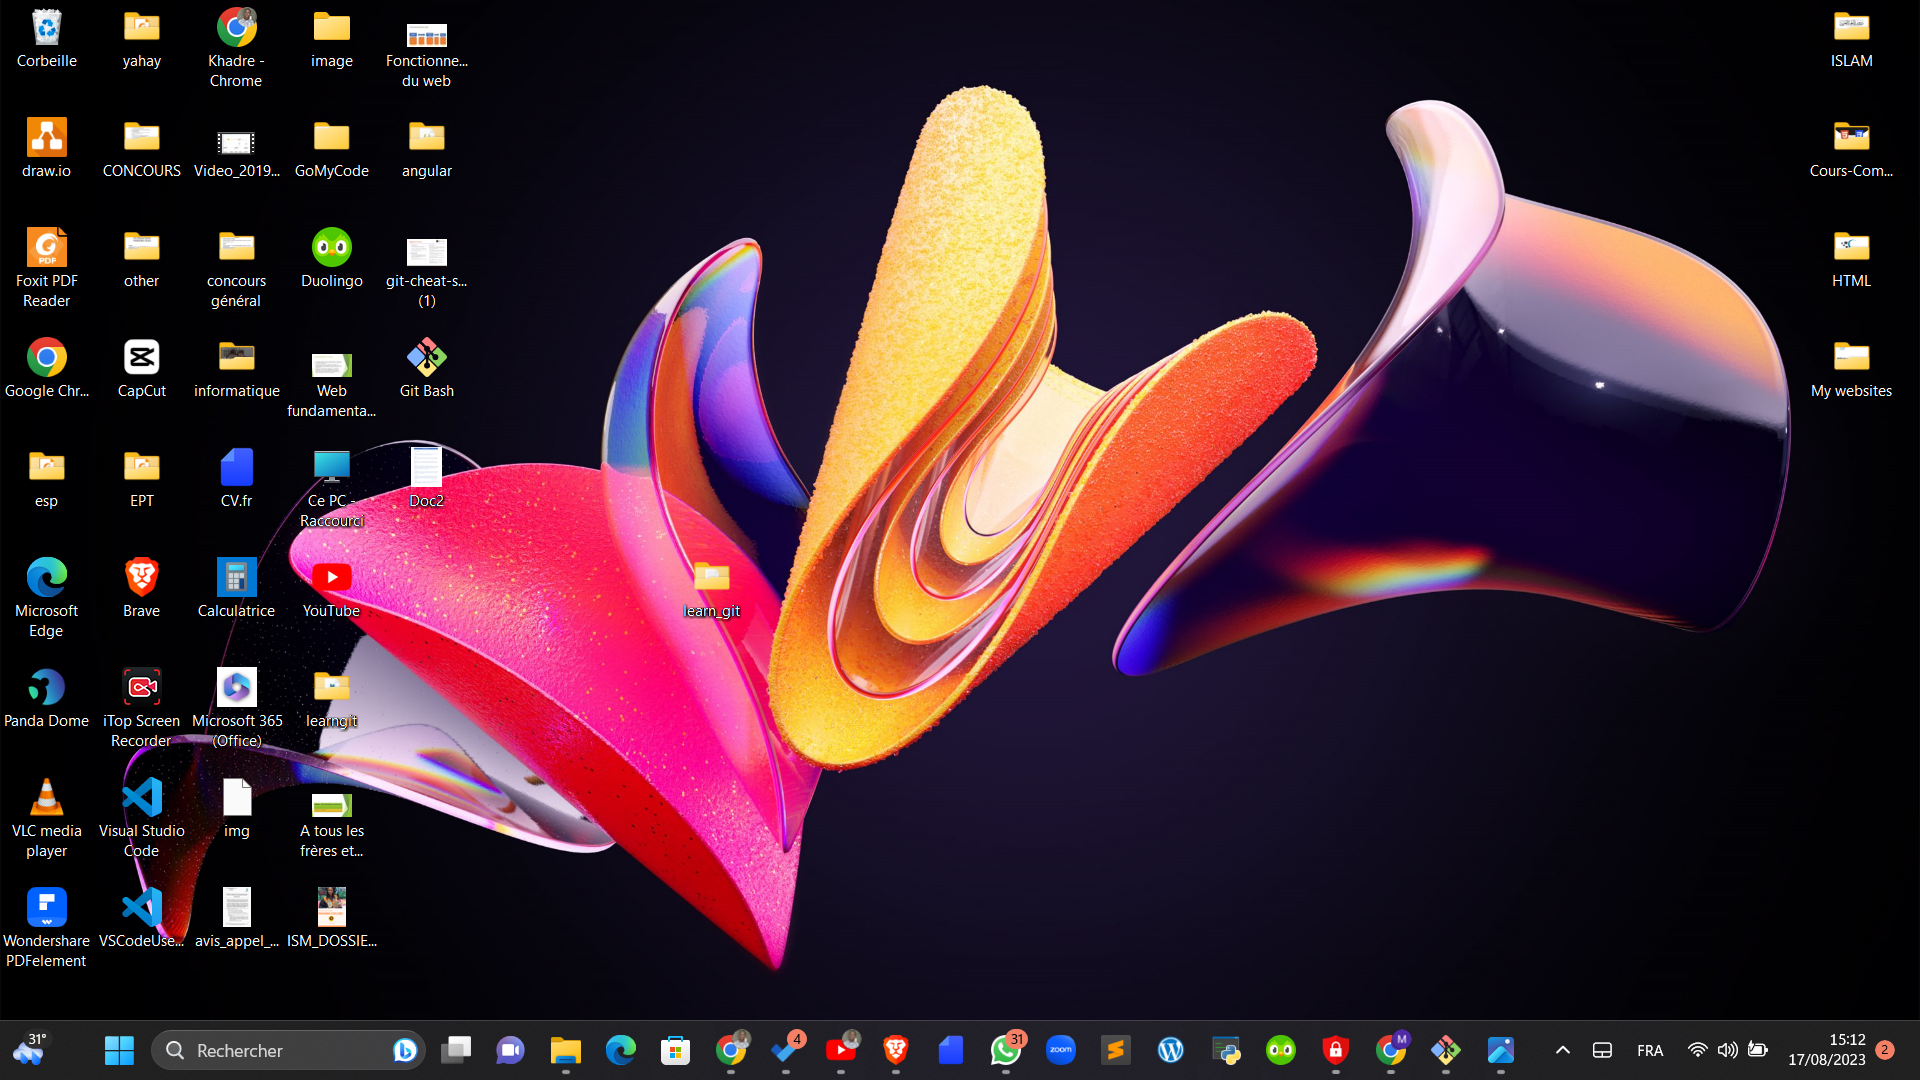 Corbeille
yahay
Khadre -
Chrome
image
Fonctionne...
du web
ISLAM
draw.io
CONCOURS
Video_2019...
GoMyCode
angular
Cours-Com...
Foxit PDF
Reader
other
concours
général
Duolingo
git-cheat-s...
(1)
HTML
Google Chr...
CapCut
informatique
Web
fundamenta...
Git Bash
My websites
esp
EPT
CV.fr
Ce PC -
Raccourci
Doc2
Microsoft
Edge
Brave
Calculatrice
YouTube
learn_git
Panda Dome
iTop Screen
Recorder
Microsoft 365
(Office)
learngit
VLC media
player
Visual Studio
Code
img
A tous les
frères et...
Wondershare
PDFelement
VSCodeUse...
avis_appel_...
ISM_DOSSIE...
31°
Rechercher
4
31
zoom
M
FRA
15:12
17/08/2023
2
PDF